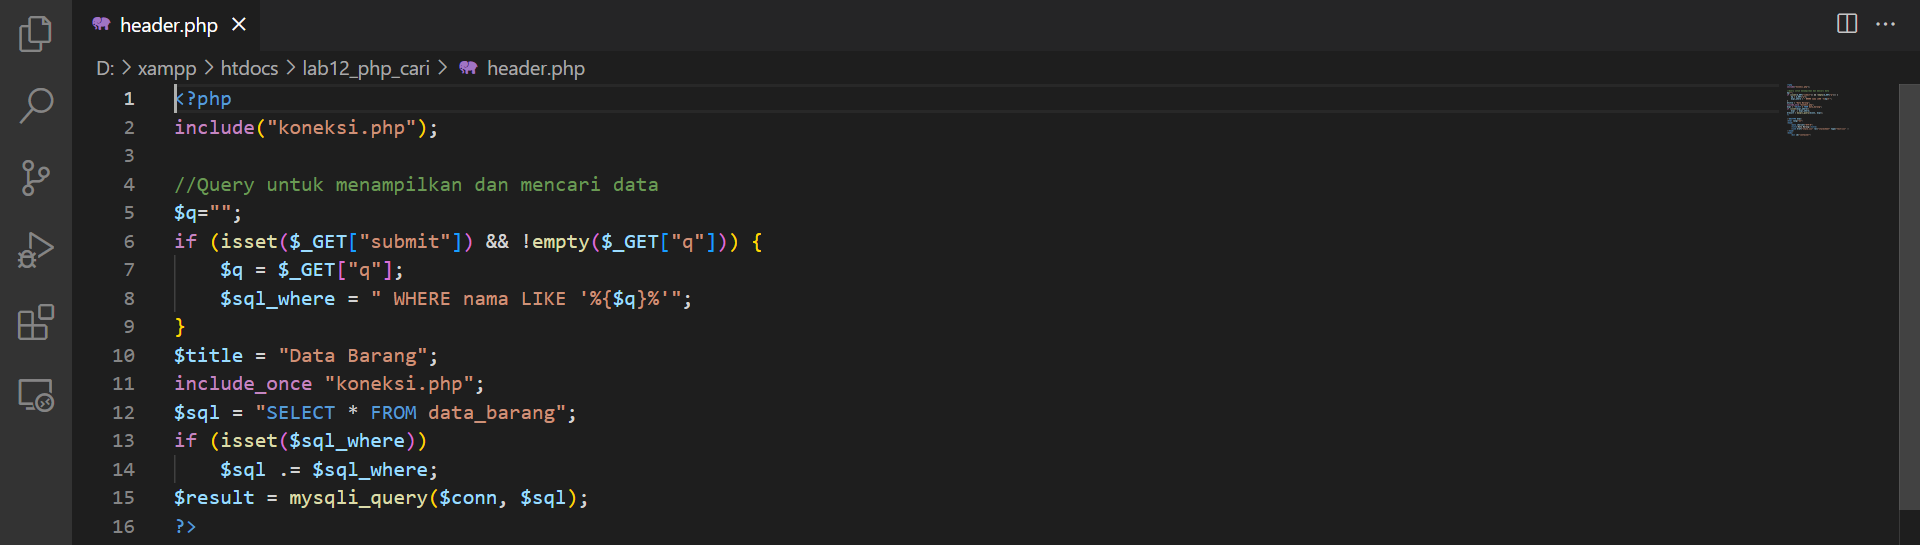 header.php
D: > xampp > htdocs > lab12_php_cari > header.php
1 <?php
2 include("koneksi.php");
3
4 //Query untuk menampilkan dan mencari data
5 $q="";
6 if (isset($_GET["submit"]) && !empty($_GET["q"])) {
7     $q = $_GET["q"];
8     $sql_where = " WHERE nama LIKE '%{$q}%'";
9 }
10 $title = "Data Barang";
11 include_once "koneksi.php";
12 $sql = "SELECT * FROM data_barang";
13 if (isset($sql_where))
14     $sql .= $sql_where;
15 $result = mysqli_query($conn, $sql);
16 ?>